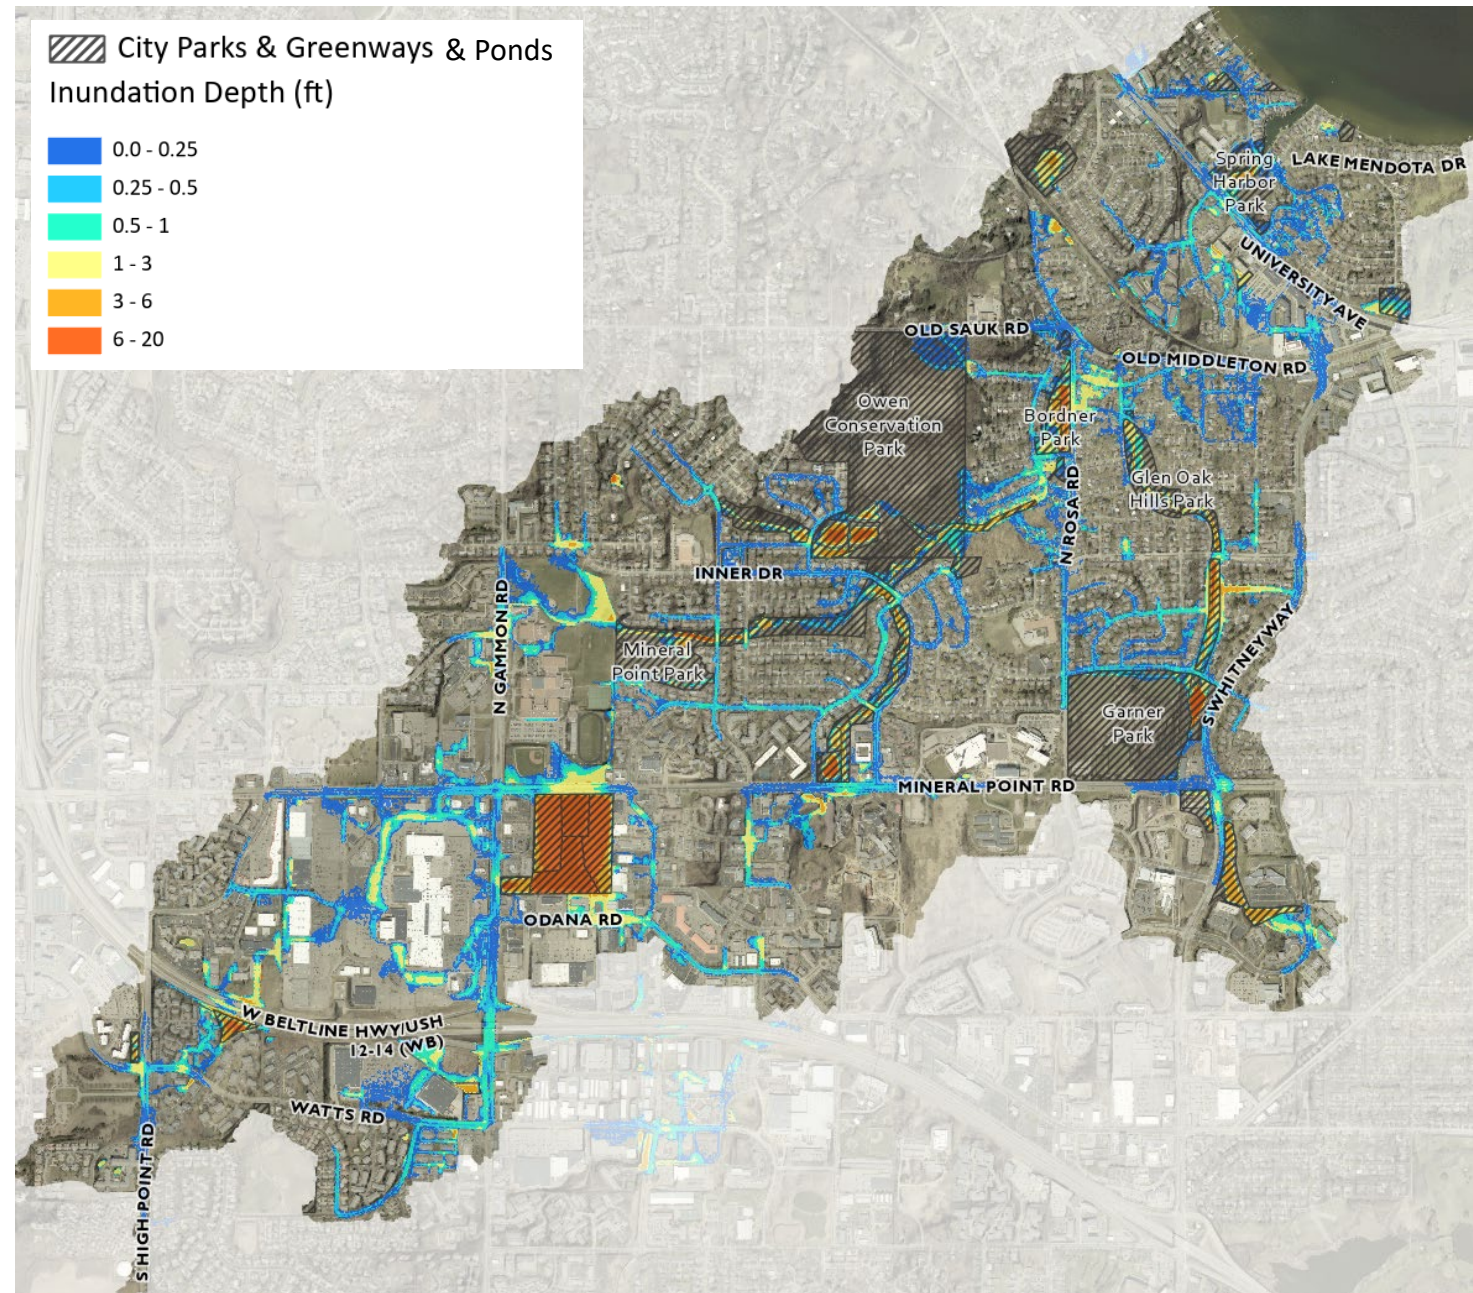 City Parks & Greenways & Ponds
Inundation Depth (ft)
0.0 - 0.25
0.25 - 0.5
0.5 - 1
1 - 3
3 - 6
6 - 20
Spring
Harbor
Park
LAKE MENDOTA DR
UNIVERSITY AVE
OLD SAUK RD
OLD MIDDLETON RD
Owen
Conservation
Park
Bordner
Park
Glen Oak
Hills Park
N ROSA RD
INNER DR
N GAMMON RD
Mineral
Point Park
S WHITNEY WAY
Garner
Park
MINERAL POINT RD
ODANA RD
W BELTLINE HWY/USH
12-14 (WB)
WATTS RD
S HIGH POINT RD